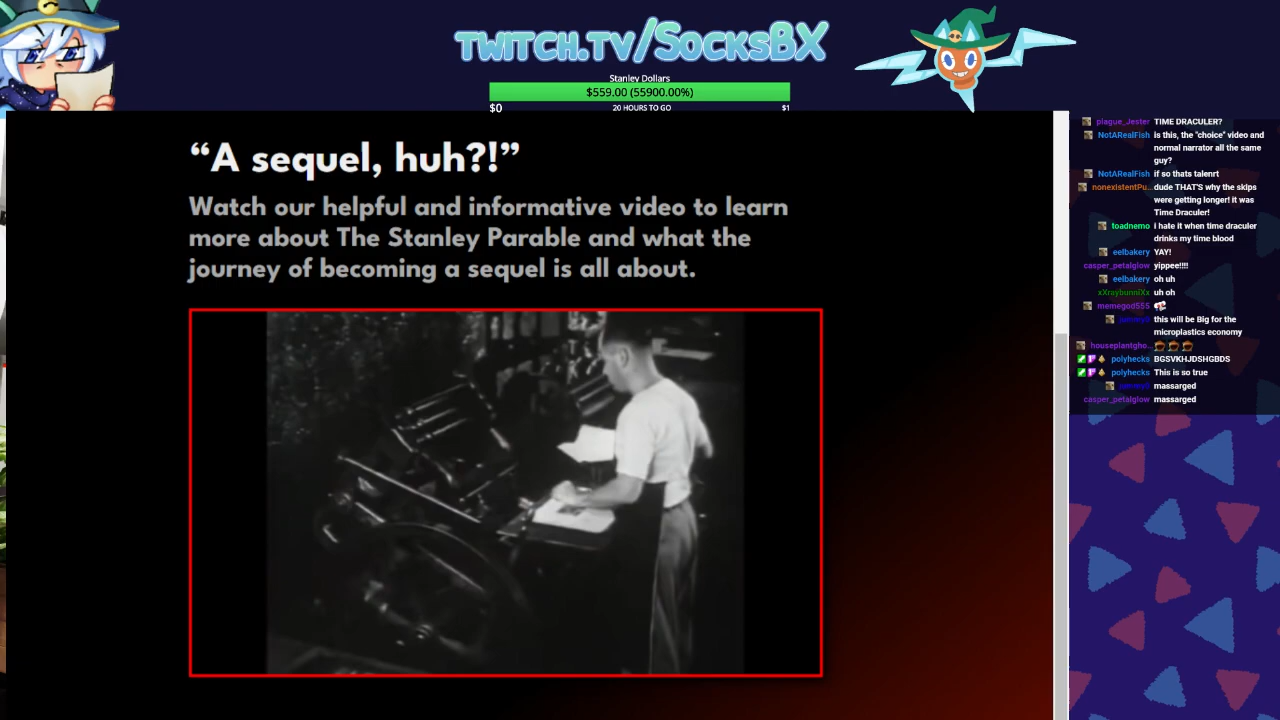 twitch.tv/SocksBX
Stanley Dollars
$559.00 (55900.00%)
$0
20 HOURS TO GO
$1
“A sequel, huh?!”
Watch our helpful and informative video to learn
more about The Stanley Parable and what the
journey of becoming a sequel is all about.
plague_Jester TIME DRACULER?
NotARealFish is this, the "choice" video and
normal narrator all the same
guy?
NotARealFish if so thats talenrt
nonexistentPu... dude THAT'S why the skips
were getting longer! it was
Time Draculer!
toadnemo I hate it when time draculer
drinks my time blood
eelbakery YAY!
casper_petalglow yippee!!!!
eelbakery oh uh
xXraybunniXx uh oh
memegod555
this will be Big for the
microplastics economy
houseplantgho...
polyhecks BGSVKHJDSHGBDS
polyhecks This is so true
massarged
casper_petalglow massarged